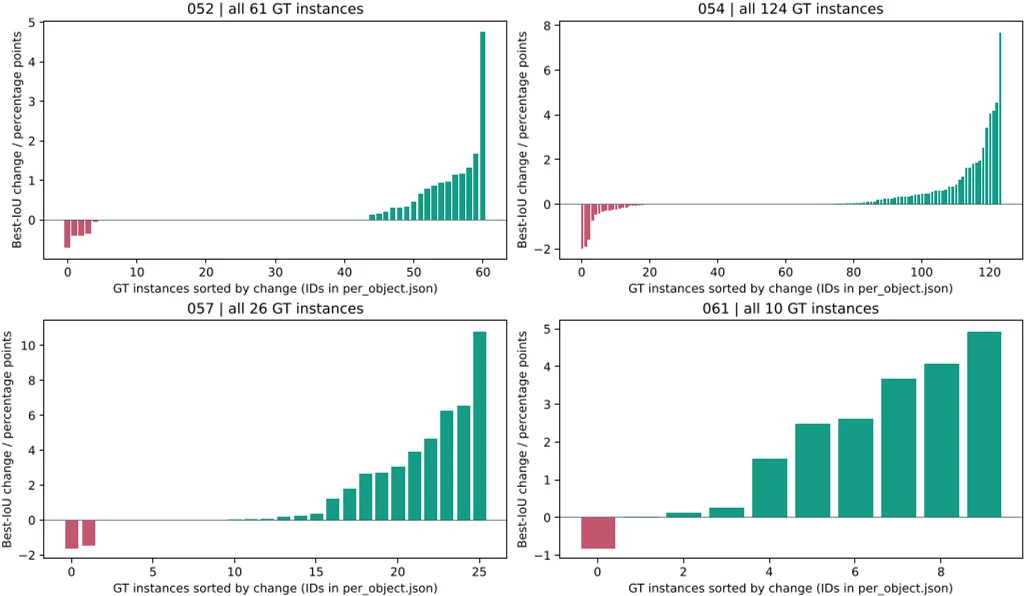 052 | all 61 GT instances
Best-IoU change / percentage points
5
4
3
2
1
0
0 10 20 30 40 50 60
GT instances sorted by change (IDs in per_object.json)
054 | all 124 GT instances
Best-IoU change / percentage points
8
6
4
2
0
−2
0 20 40 60 80 100 120
GT instances sorted by change (IDs in per_object.json)
057 | all 26 GT instances
Best-IoU change / percentage points
10
8
6
4
2
0
−2
0 5 10 15 20 25
GT instances sorted by change (IDs in per_object.json)
061 | all 10 GT instances
Best-IoU change / percentage points
5
4
3
2
1
0
−1
0 2 4 6 8
GT instances sorted by change (IDs in per_object.json)